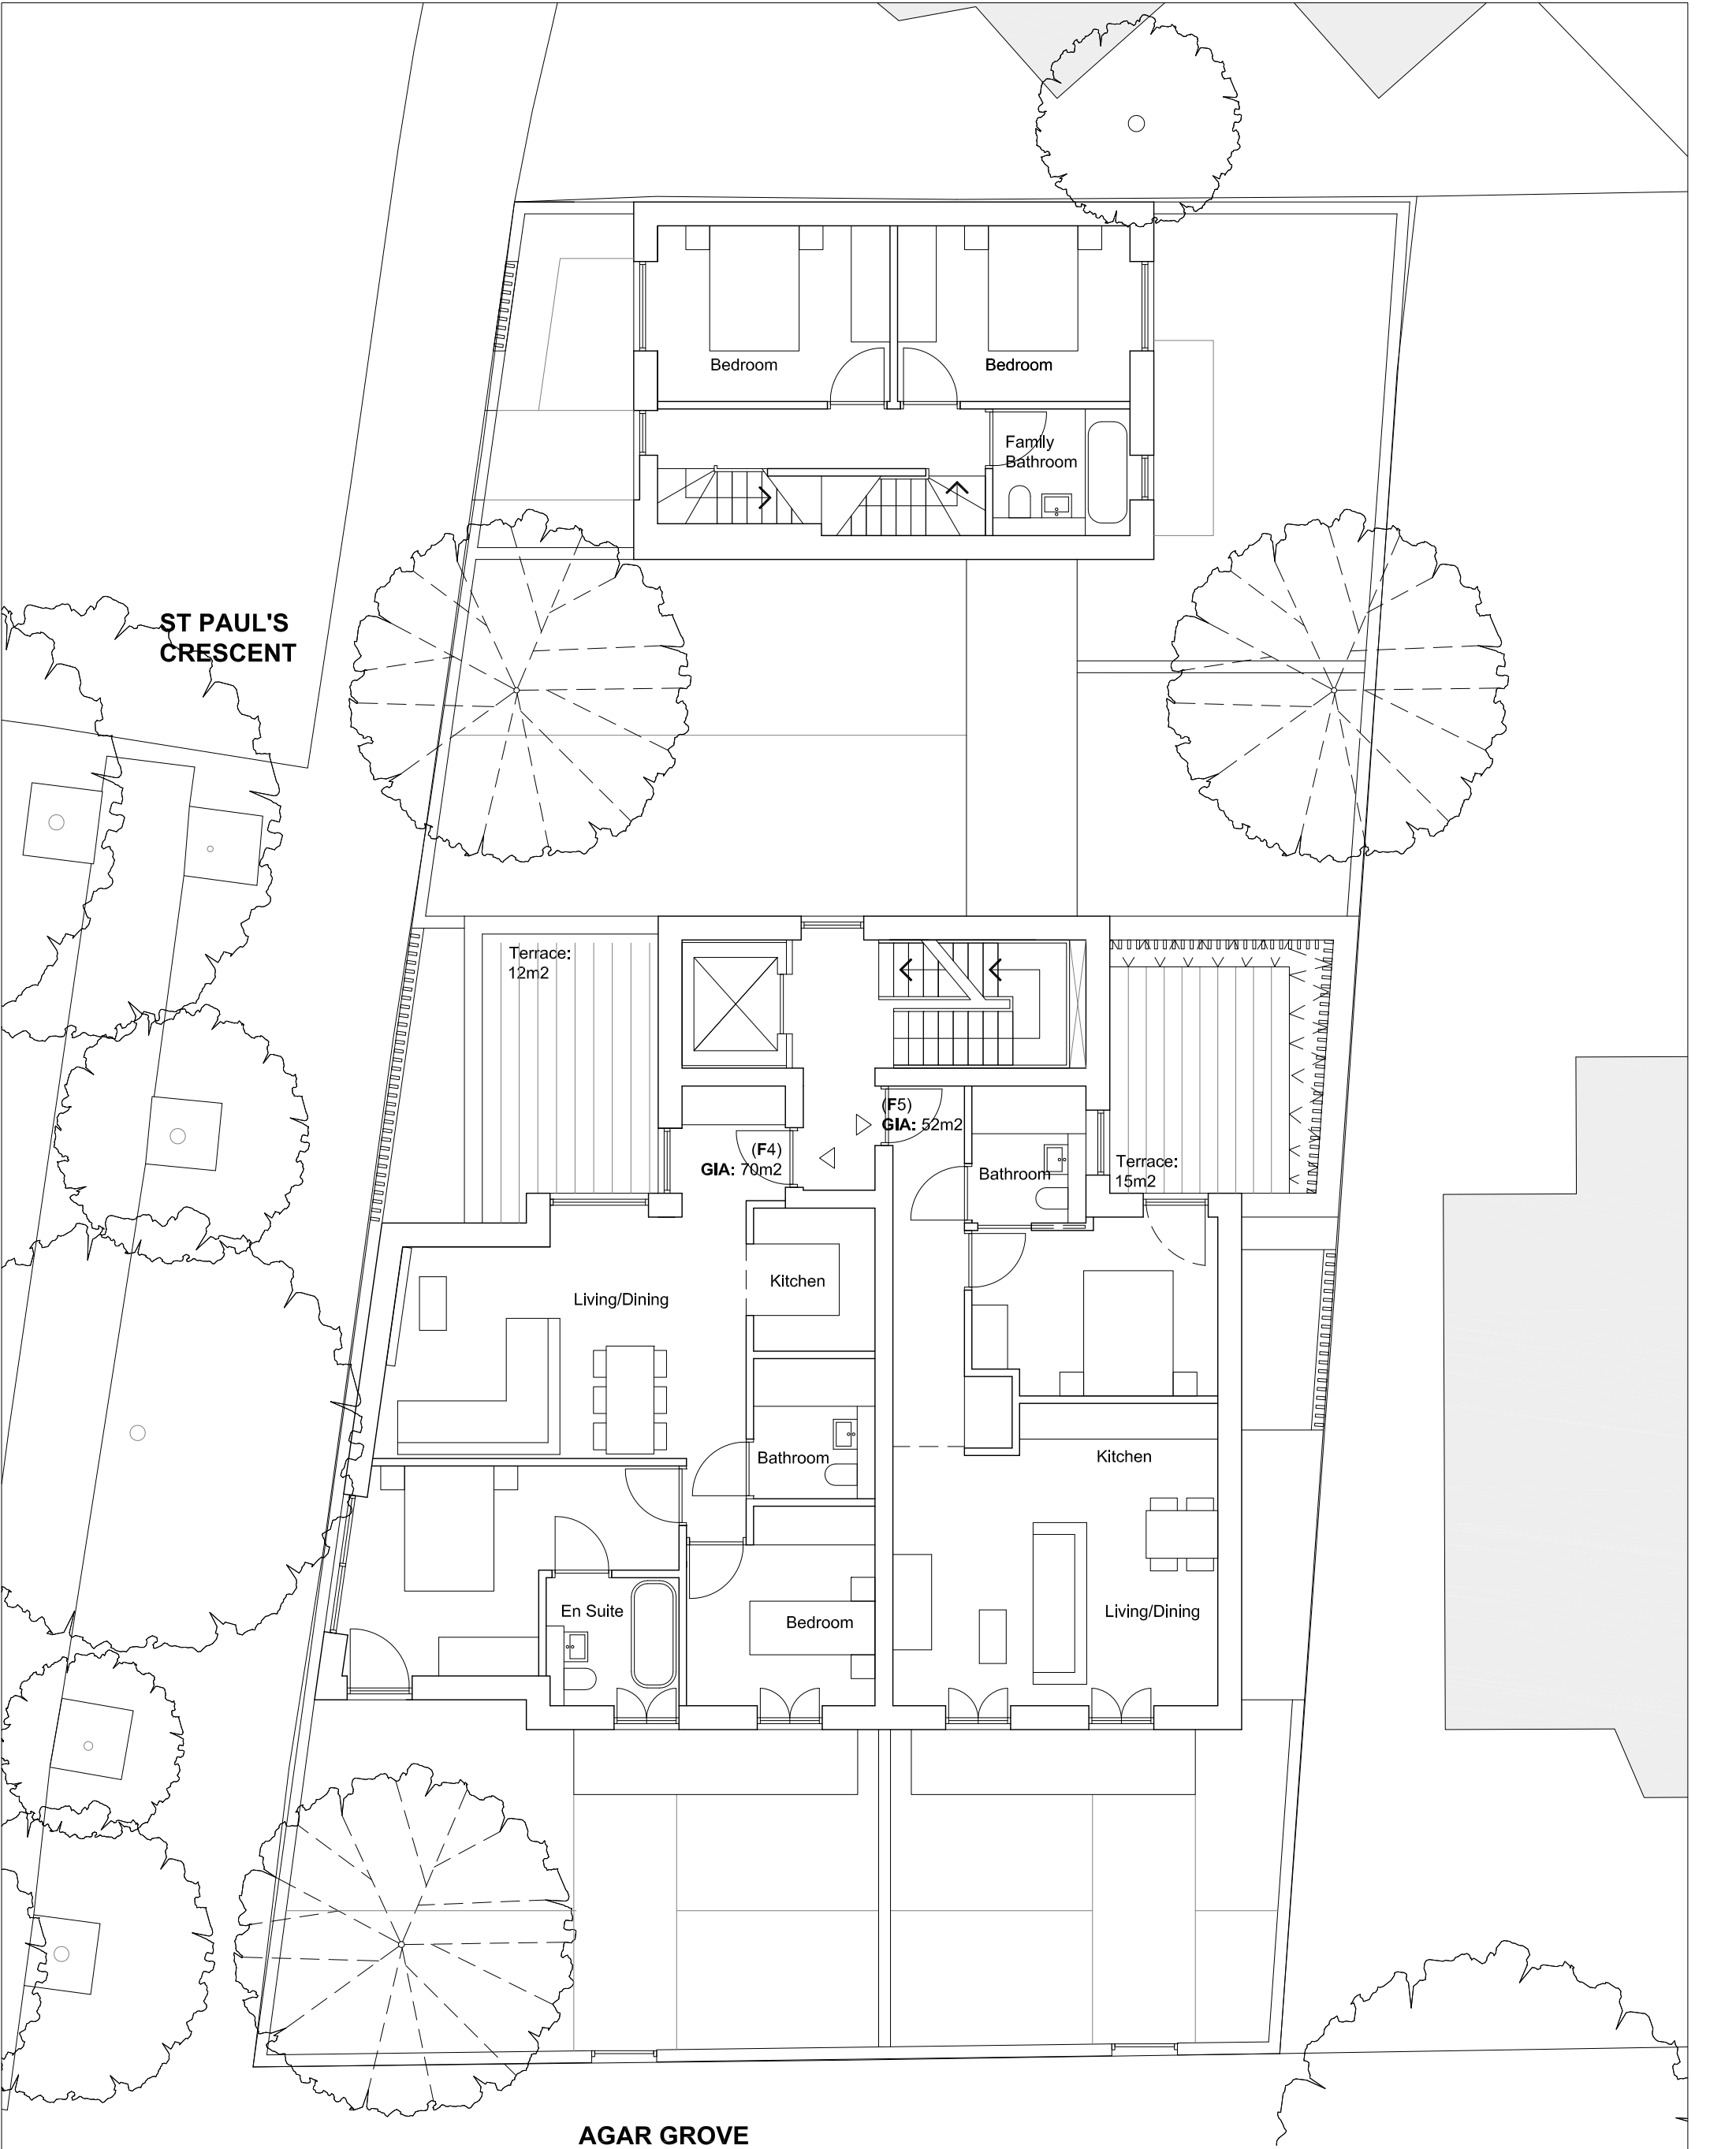 Bedroom
Bedroom
Family
Bathroom
ST PAUL'S
CRESCENT
Terrace:
12m2
(F5)
GIA: 52m2
(F4)
GIA: 70m2
Bathroom
Terrace:
15m2
Kitchen
Living/Dining
Bathroom
Kitchen
En Suite
Bedroom
Living/Dining
AGAR GROVE